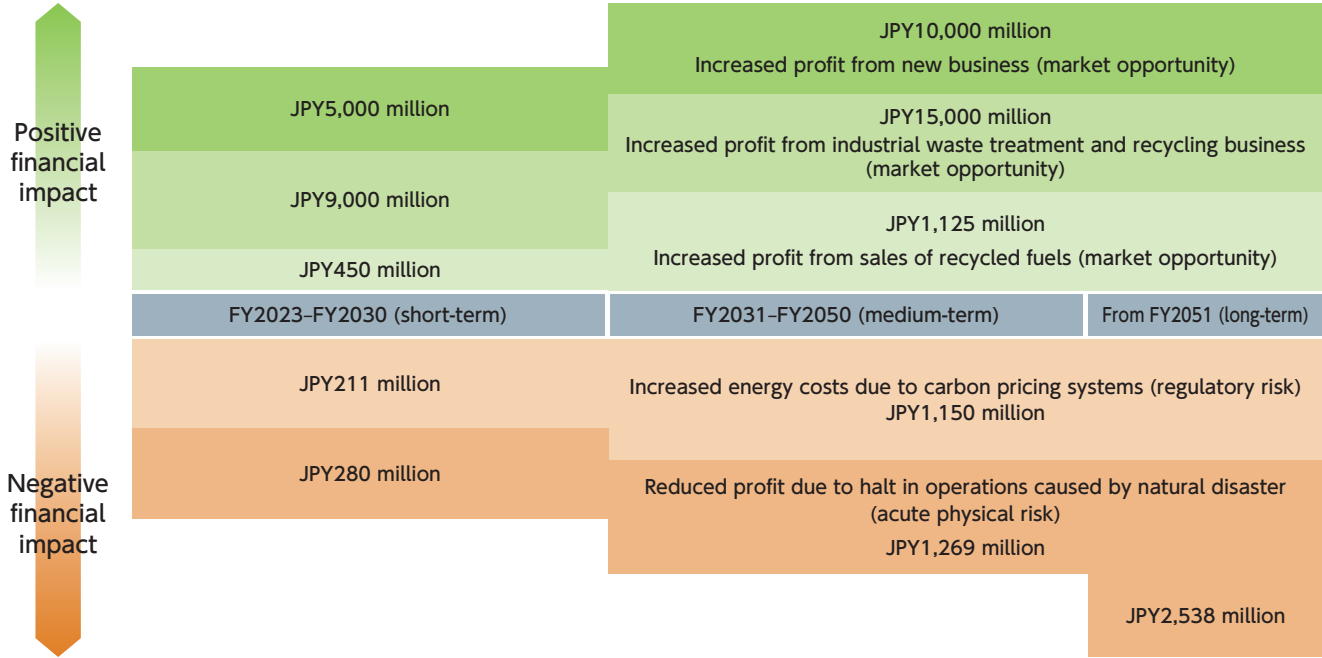 Positive
financial
impact
JPY5,000 million
JPY9,000 million
JPY450 million
JPY10,000 million
Increased profit from new business (market opportunity)
JPY15,000 million
Increased profit from industrial waste treatment and recycling business
(market opportunity)
JPY1,125 million
Increased profit from sales of recycled fuels (market opportunity)
FY2023–FY2030 (short-term)
FY2031–FY2050 (medium-term)
From FY2051 (long-term)
Negative
financial
impact
JPY211 million
JPY280 million
Increased energy costs due to carbon pricing systems (regulatory risk)
JPY1,150 million
Reduced profit due to halt in operations caused by natural disaster
(acute physical risk)
JPY1,269 million
JPY2,538 million